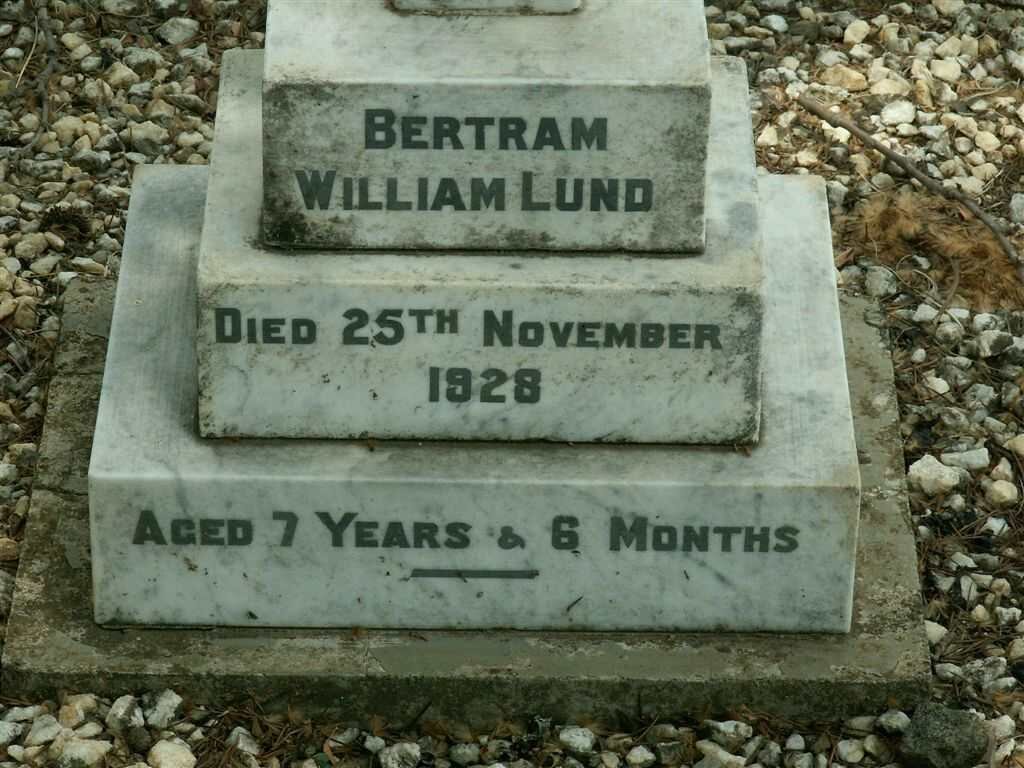 BERTRAM
WILLIAM LUND
DIED 25TH NOVEMBER
1928
AGED 7 YEARS & 6 MONTHS